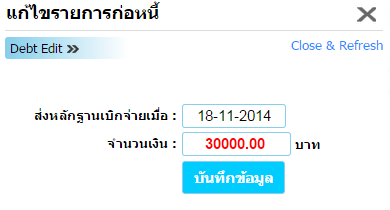 แก้ไขรายการก่อหนี้
Debt Edit >>
Close & Refresh
ส่งหลักฐานเบิกจ่ายเมื่อ : 18-11-2014
จำนวนเงิน : 30000.00 บาท
บันทึกข้อมูล